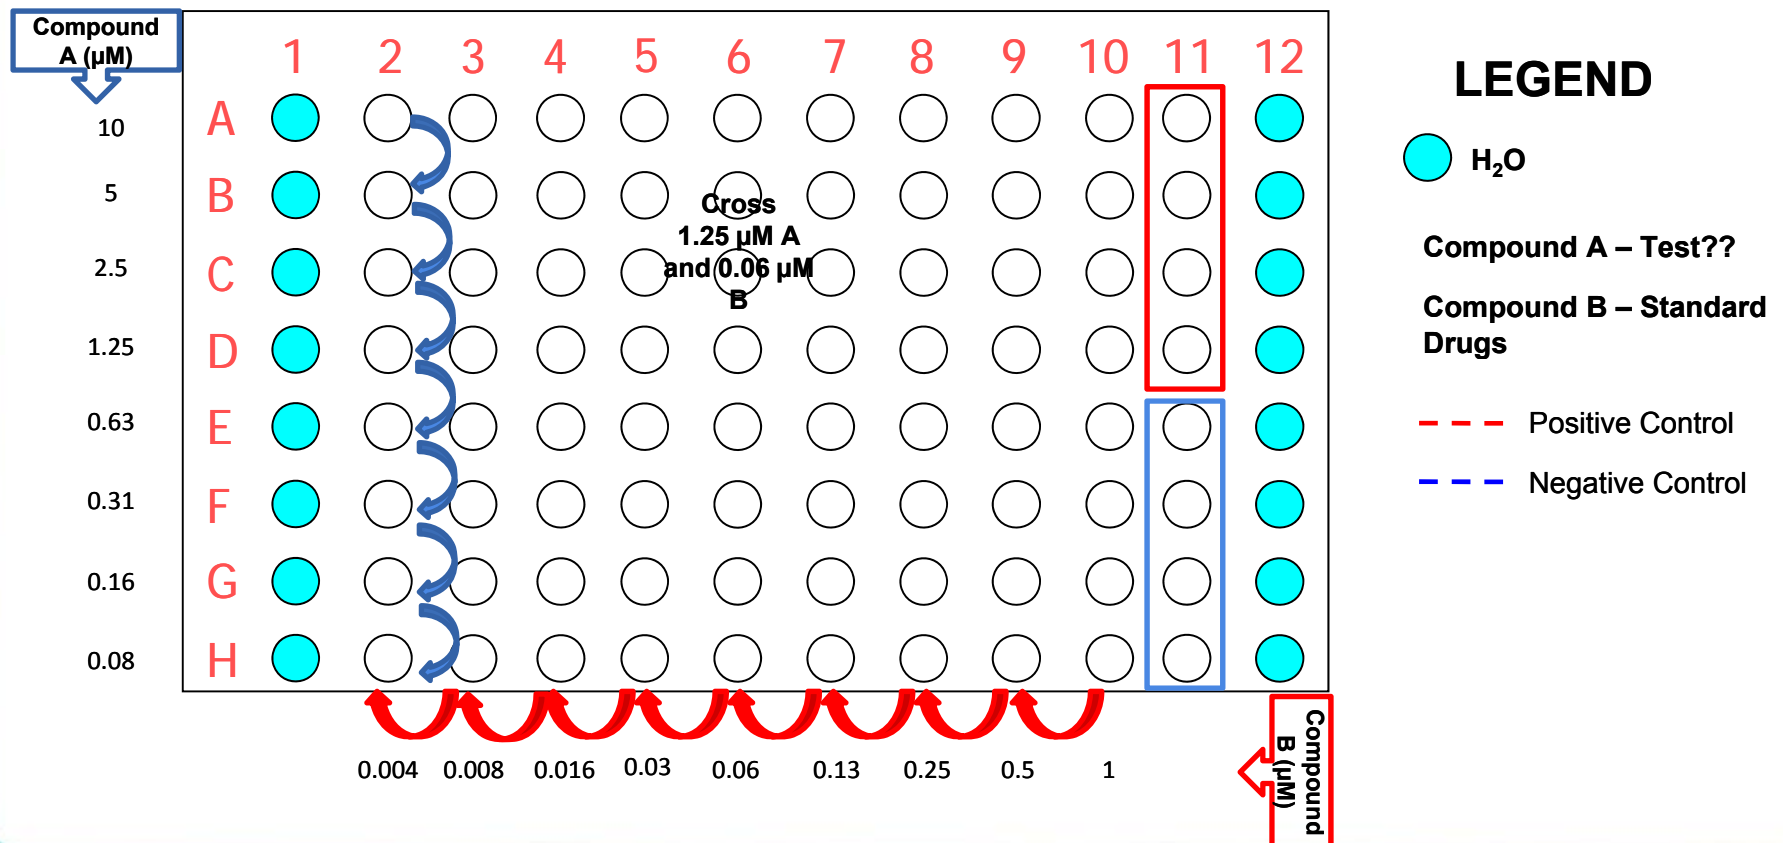 Compound
A (µM)
1 2 3 4 5 6 7 8 9 10 11 12
LEGEND
A
10
H₂O
B
5
Cross
1.25 µM A
and 0.06 µM
B
C
2.5
Compound A – Test??
Compound B – Standard
Drugs
D
1.25
E
0.63
Positive Control
F
0.31
Negative Control
G
0.16
H
0.08
0.004 0.008 0.016 0.03 0.06 0.13 0.25 0.5 1
Compound
B (µM)